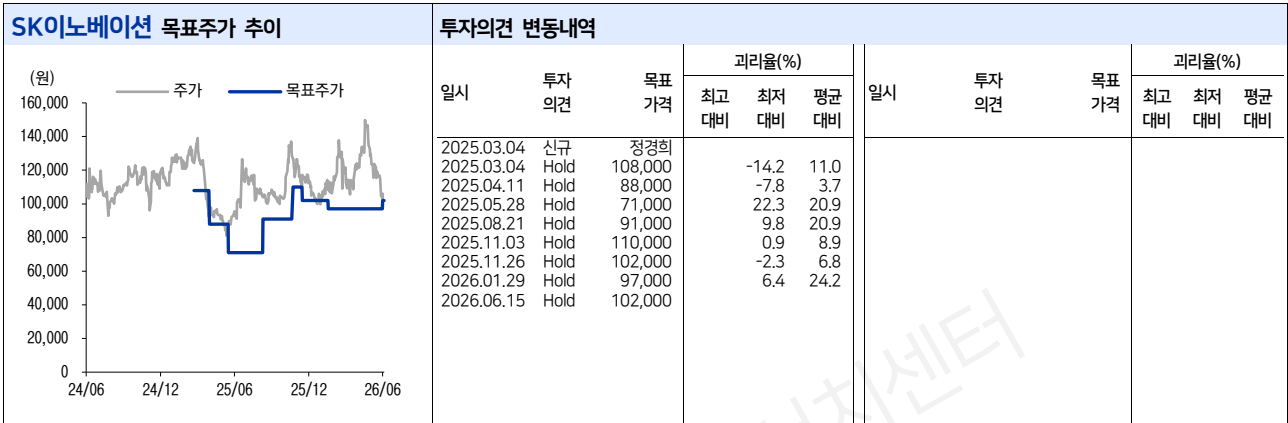 SK이노베이션 목표주가 추이
(원)
주가 목표주가
160,000
140,000
120,000
100,000
80,000
60,000
40,000
20,000
0
24/06 24/12 25/06 25/12 26/06
투자의견 변동내역
일시 투자의견 목표가격 괴리율(%) 최고대비 최저대비 평균대비
2025.03.04 신규 정경희
2025.03.04 Hold 108,000 -14.2 11.0
2025.04.11 Hold 88,000 -7.8 3.7
2025.05.28 Hold 71,000 22.3 20.9
2025.08.21 Hold 91,000 9.8 20.9
2025.11.03 Hold 110,000 0.9 8.9
2025.11.26 Hold 102,000 -2.3 6.8
2026.01.29 Hold 97,000 6.4 24.2
2026.06.15 Hold 102,000
일시 투자의견 목표가격 괴리율(%) 최고대비 최저대비 평균대비